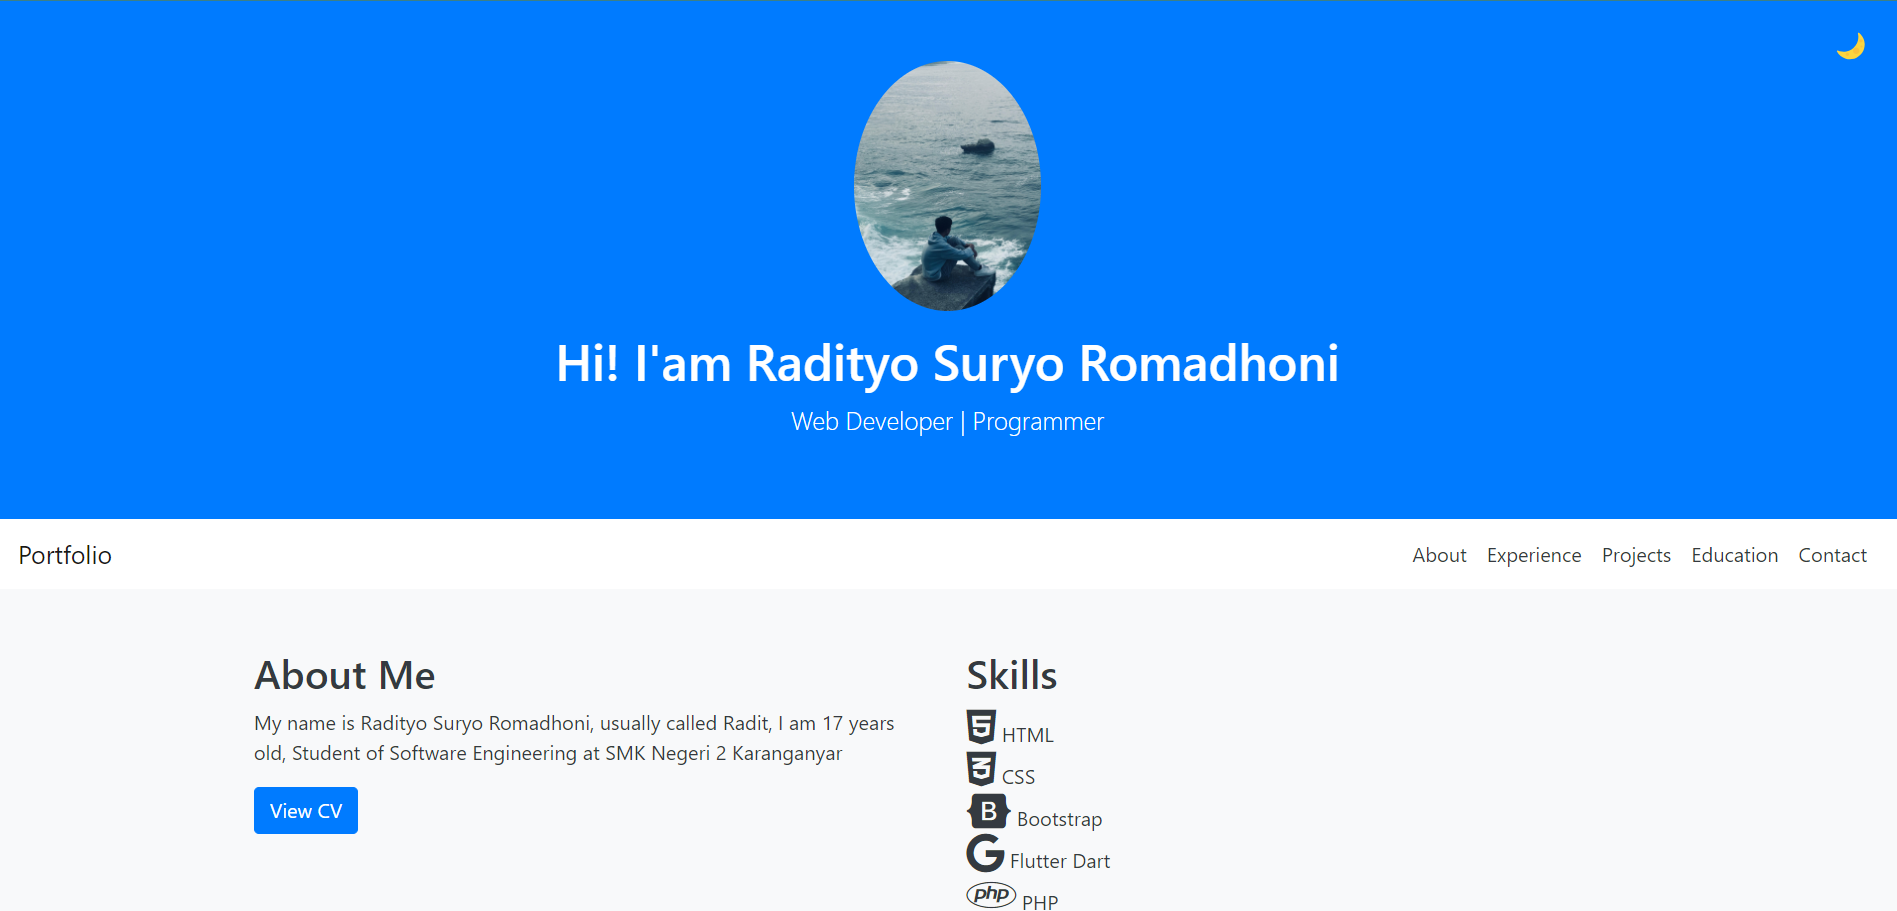 Hi! I'am Radityo Suryo Romadhoni
Web Developer | Programmer
Portfolio
About
Experience
Projects
Education
Contact
About Me
My name is Radityo Suryo Romadhoni, usually called Radit, I am 17 years
old, Student of Software Engineering at SMK Negeri 2 Karanganyar
View CV
Skills
HTML
CSS
B Bootstrap
G Flutter Dart
php PHP